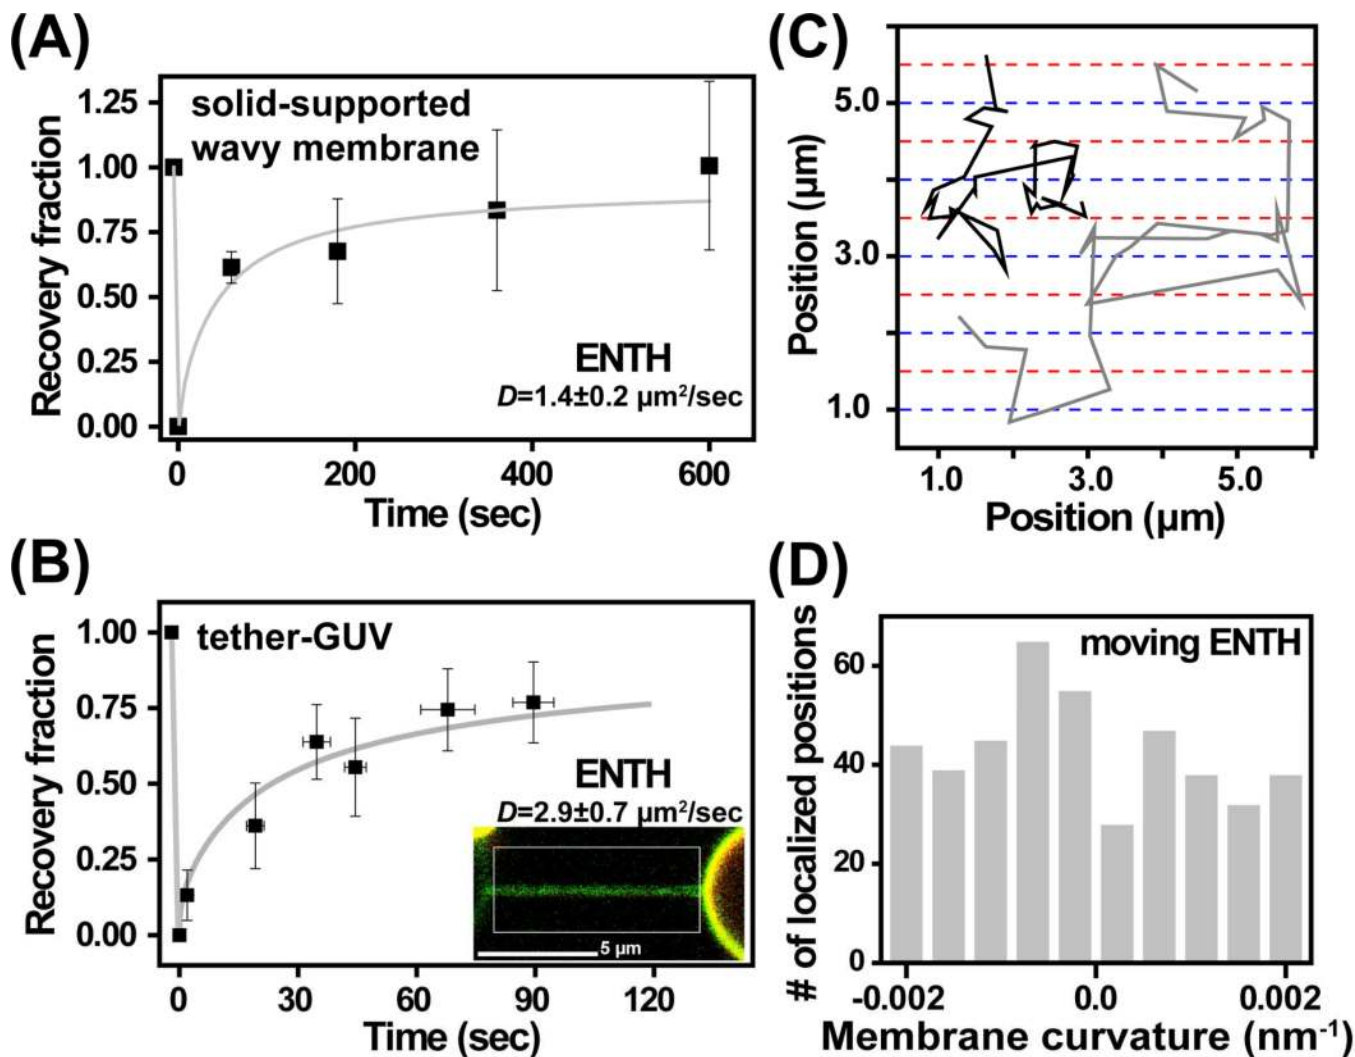 (A)
solid-supported
wavy membrane
1.25
1.00
0.75
0.50
0.25
0.00
Recovery fraction
ENTH
D=1.4±0.2 µm²/sec
0
200
400
600
Time (sec)
(B)
tether-GUV
1.00
0.75
0.50
0.25
0.00
Recovery fraction
ENTH
D=2.9±0.7 µm²/sec
5 µm
0
30
60
90
120
Time (sec)
(C)
5.0
3.0
1.0
Position (µm)
1.0
3.0
5.0
Position (µm)
(D)
moving ENTH
60
40
20
0
# of localized positions
-0.002
0.0
0.002
Membrane curvature (nm⁻¹)